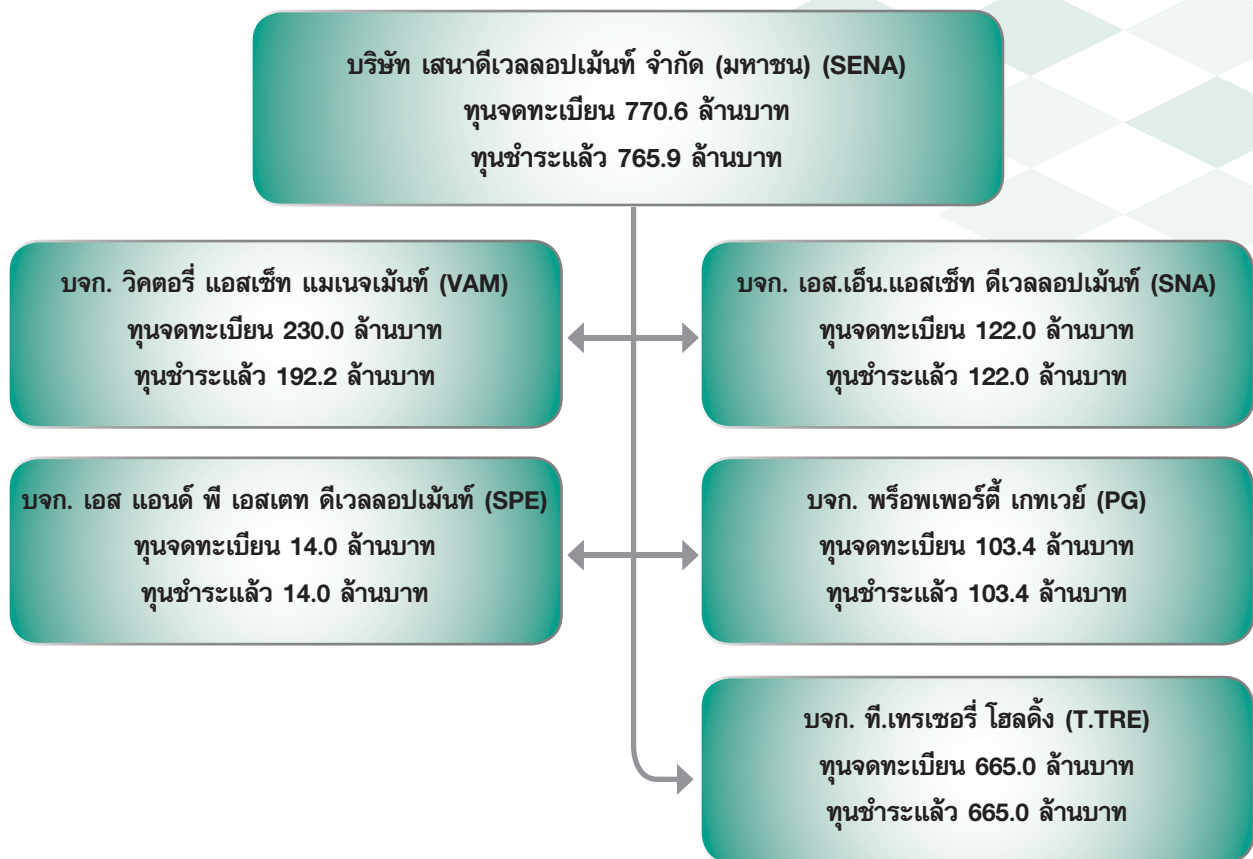 บริษัท เสนาดีเวลลอปเม้นท์ จำกัด (มหาชน) (SENA)
ทุนจดทะเบียน 770.6 ล้านบาท
ทุนชำระแล้ว 765.9 ล้านบาท
บจก. วิคตอรี่ แอสเซ็ท แมเนจเม้นท์ (VAM)
ทุนจดทะเบียน 230.0 ล้านบาท
ทุนชำระแล้ว 192.2 ล้านบาท
บจก. เอส.เอ็น.แอสเซ็ท ดีเวลลอปเม้นท์ (SNA)
ทุนจดทะเบียน 122.0 ล้านบาท
ทุนชำระแล้ว 122.0 ล้านบาท
บจก. เอส แอนด์ พี เอสเตท ดีเวลลอปเม้นท์ (SPE)
ทุนจดทะเบียน 14.0 ล้านบาท
ทุนชำระแล้ว 14.0 ล้านบาท
บจก. พร็อพเพอร์ตี้ เกทเวย์ (PG)
ทุนจดทะเบียน 103.4 ล้านบาท
ทุนชำระแล้ว 103.4 ล้านบาท
บจก. ที.เทรเซอรี่ โฮลดิ้ง (T.TRE)
ทุนจดทะเบียน 665.0 ล้านบาท
ทุนชำระแล้ว 665.0 ล้านบาท